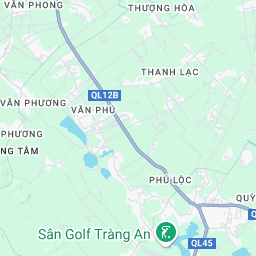 VĂN PHONG
THƯỢNG HÒA
THANH LẠC
QL12B
VĂN PHƯƠNG
VĂN PHÚ
PHƯƠNG
NG TÂM
PHÚ LỘC
QUỲ
Sân Golf Tràng An
QL45